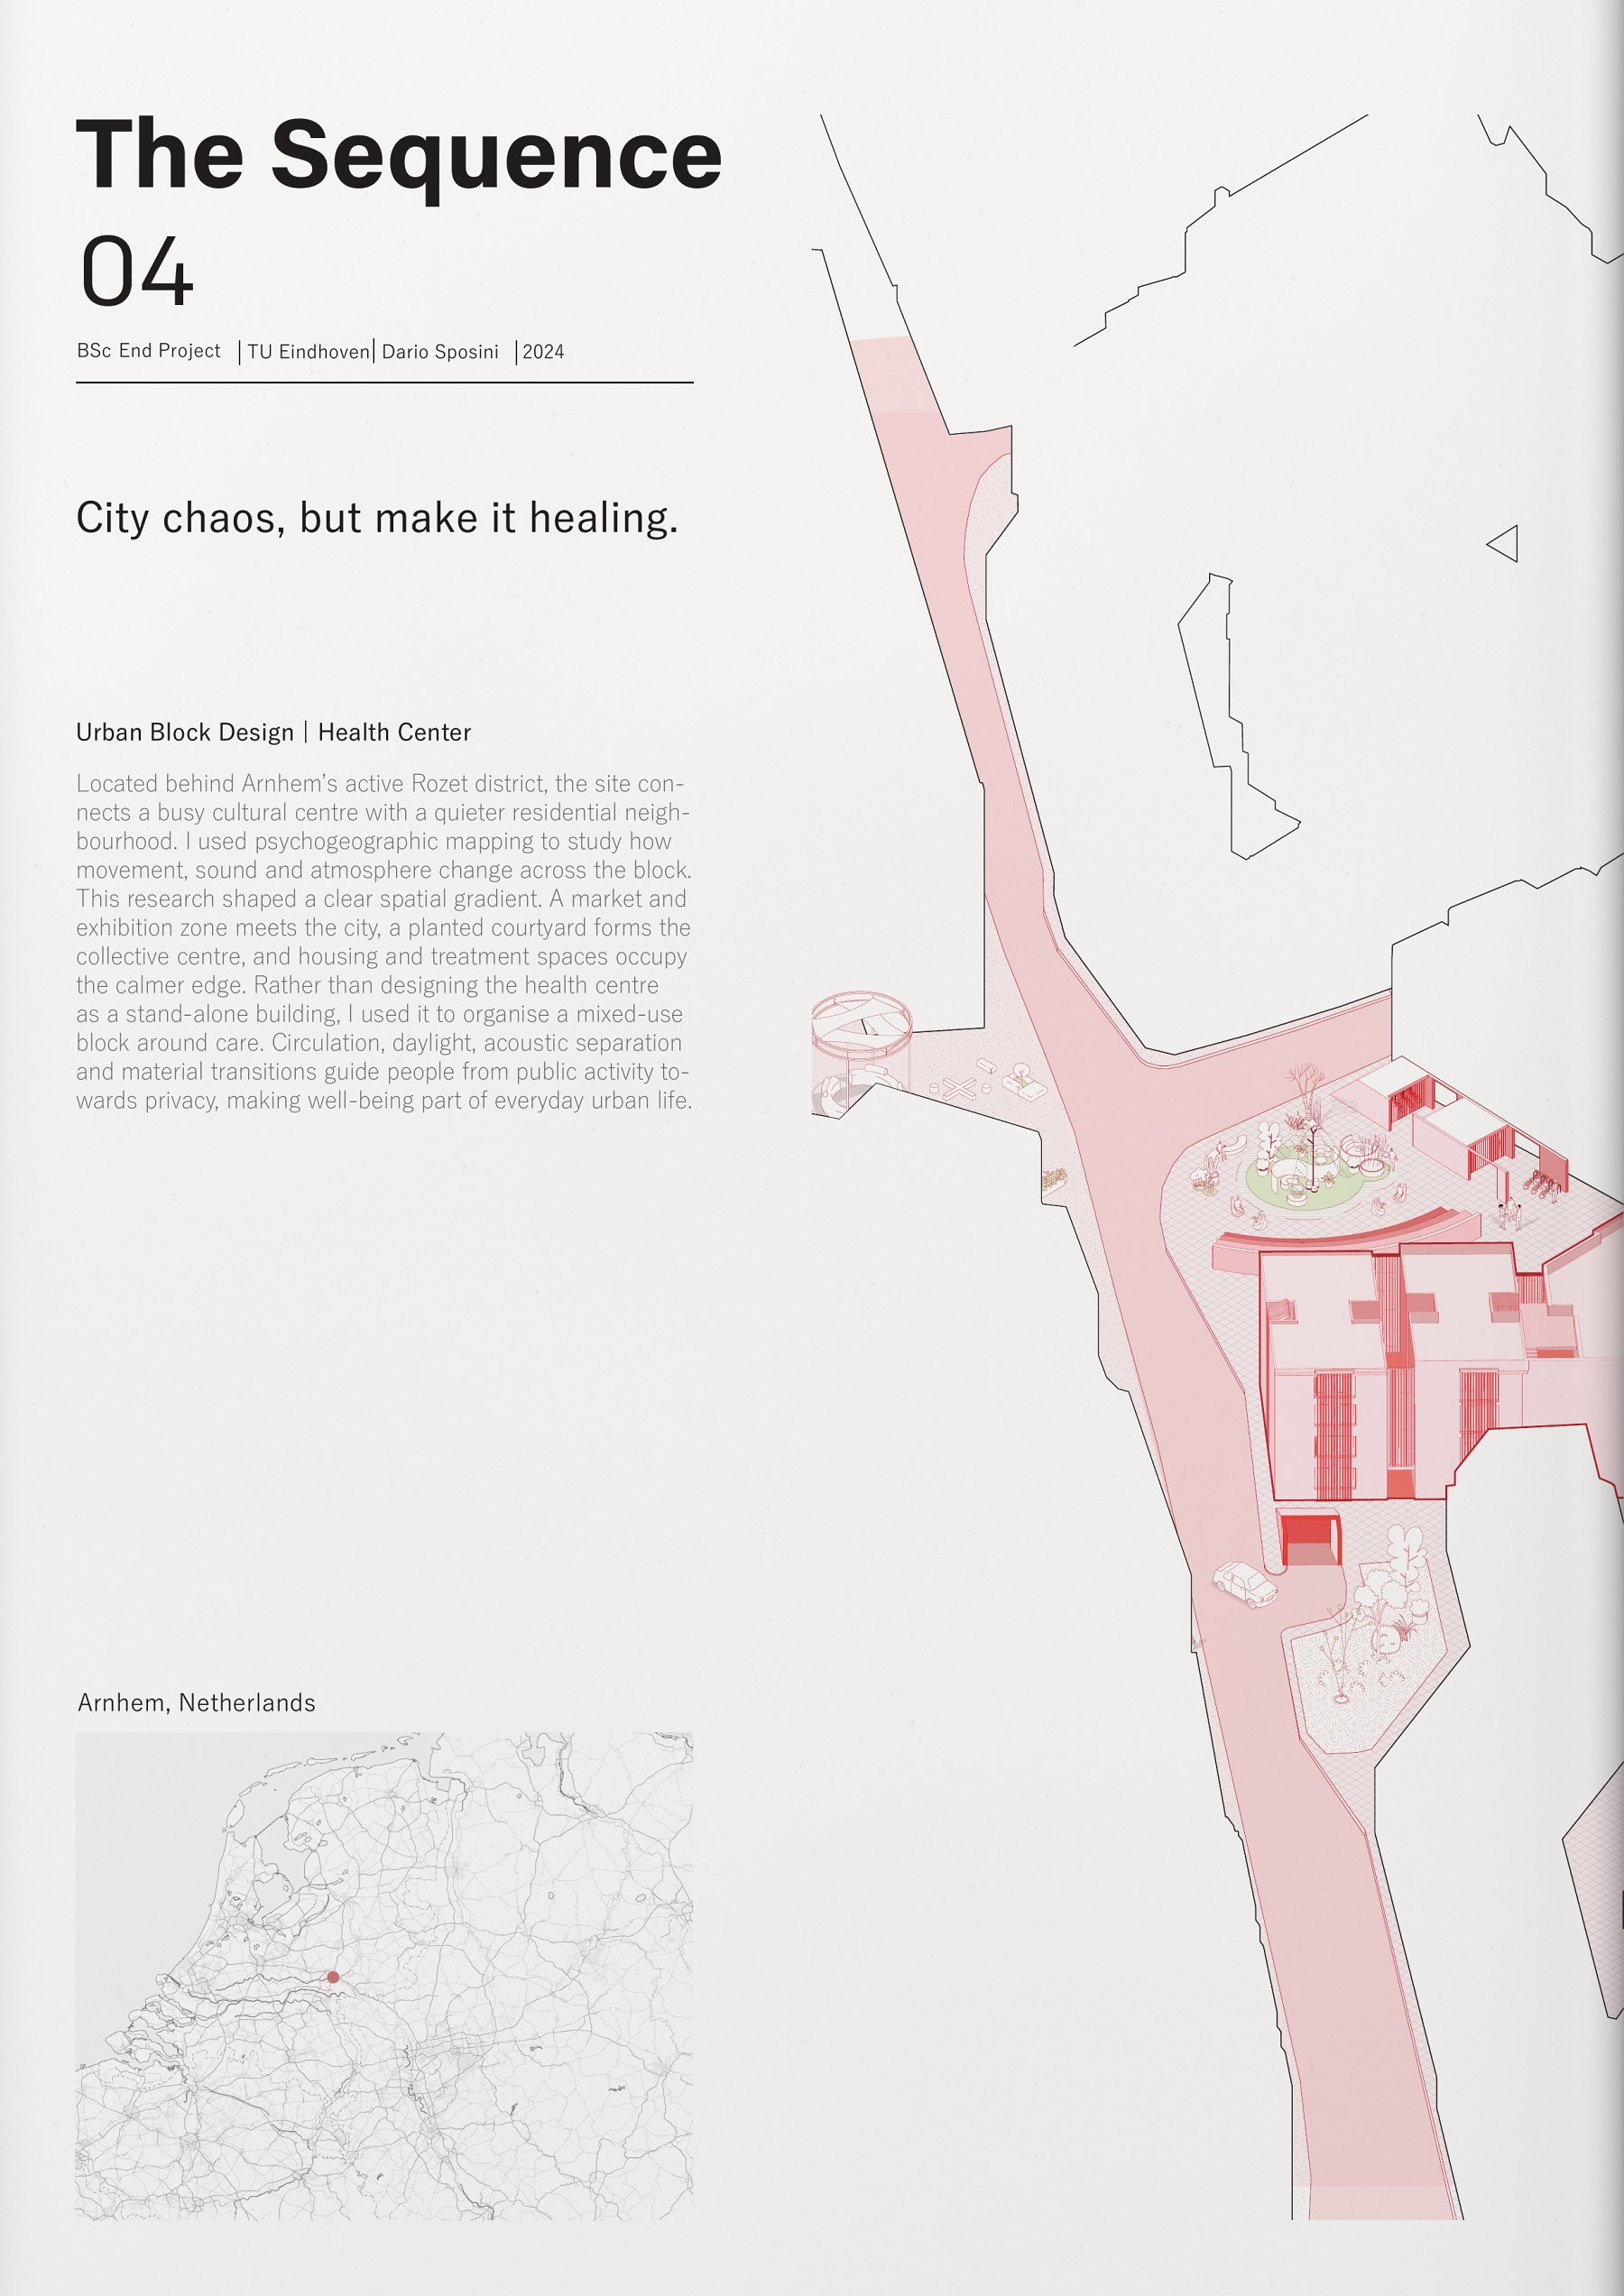 The Sequence
04
BSc End Project | TU Eindhoven | Dario Sposini | 2024
City chaos, but make it healing.
Urban Block Design | Health Center
Located behind Arnhem’s active Rozet district, the site con-
nects a busy cultural centre with a quieter residential neigh-
bourhood. I used psychogeographic mapping to study how
movement, sound and atmosphere change across the block.
This research shaped a clear spatial gradient. A market and
exhibition zone meets the city, a planted courtyard forms the
collective centre, and housing and treatment spaces occupy
the calmer edge. Rather than designing the health centre
as a stand-alone building, I used it to organise a mixed-use
block around care. Circulation, daylight, acoustic separation
and material transitions guide people from public activity to-
wards privacy, making well-being part of everyday urban life.
Arnhem, Netherlands